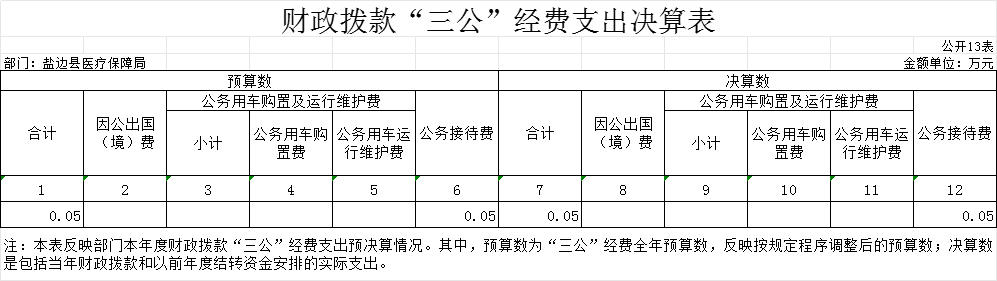 财政拨款“三公”经费支出决算表
公开13表
部门：盐边县医疗保障局 金额单位：万元
预算数 决算数
合计 因公出国（境）费 公务用车购置及运行维护费 公务接待费 合计 因公出国（境）费 公务用车购置及运行维护费 公务接待费
小计 公务用车购置费 公务用车运行维护费 小计 公务用车购置费 公务用车运行维护费
1 2 3 4 5 6 7 8 9 10 11 12
0.05 0.05 0.05 0.05
注：本表反映部门本年度财政拨款“三公”经费支出预决算情况。其中，预算数为“三公”经费全年预算数，反映按规定程序调整后的预算数；决算数
是包括当年财政拨款和以前年度结转资金安排的实际支出。